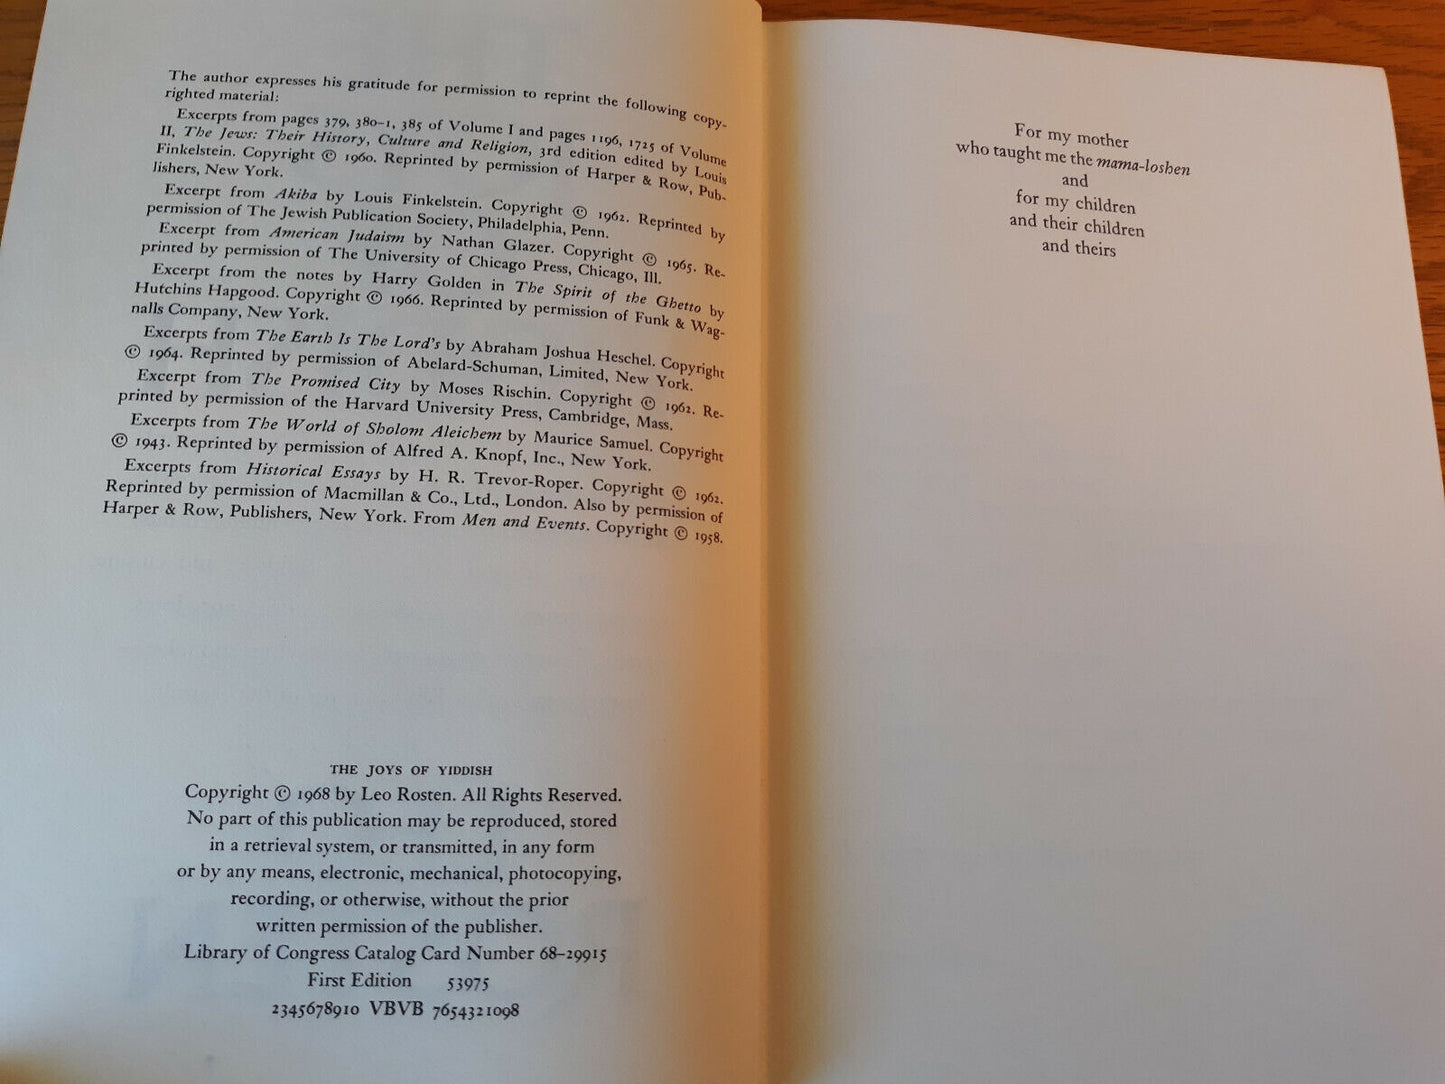 The author expresses his gratitude for permission to reprint the following copy-
righted material:
Excerpts from pages 379, 380–1, 385 of Volume I and pages 1196, 1725 of Volume
II, The Jews: Their History, Culture and Religion, 3rd edition edited by Louis
Finkelstein. Copyright © 1960. Reprinted by permission of Harper & Row, Pub-
lishers, New York.
Excerpt from Akiba by Louis Finkelstein. Copyright © 1962. Reprinted by
permission of The Jewish Publication Society, Philadelphia, Penn.
Excerpt from American Judaism by Nathan Glazer. Copyright © 1965. Re-
printed by permission of The University of Chicago Press, Chicago, Ill.
Excerpt from the notes by Harry Golden in The Spirit of the Ghetto by
Hutchins Hapgood. Copyright © 1966. Reprinted by permission of Funk & Wag-
nalls Company, New York.
Excerpts from The Earth Is The Lord's by Abraham Joshua Heschel. Copyright
© 1964. Reprinted by permission of Abelard-Schuman, Limited, New York.
Excerpt from The Promised City by Moses Rischin. Copyright © 1962. Re-
printed by permission of the Harvard University Press, Cambridge, Mass.
Excerpts from The World of Sholom Aleichem by Maurice Samuel. Copyright
© 1943. Reprinted by permission of Alfred A. Knopf, Inc., New York.
Excerpts from Historical Essays by H. R. Trevor-Roper. Copyright © 1962.
Reprinted by permission of Macmillan & Co., Ltd., London. Also by permission of
Harper & Row, Publishers, New York. From Men and Events. Copyright © 1958.
THE JOYS OF YIDDISH
Copyright © 1968 by Leo Rosten. All Rights Reserved.
No part of this publication may be reproduced, stored
in a retrieval system, or transmitted, in any form
or by any means, electronic, mechanical, photocopying,
recording, or otherwise, without the prior
written permission of the publisher.
Library of Congress Catalog Card Number 68–29915
First Edition 53975
2345678910 VBVB 7654321098
For my mother
who taught me the mama-loshen
and
for my children
and their children
and theirs